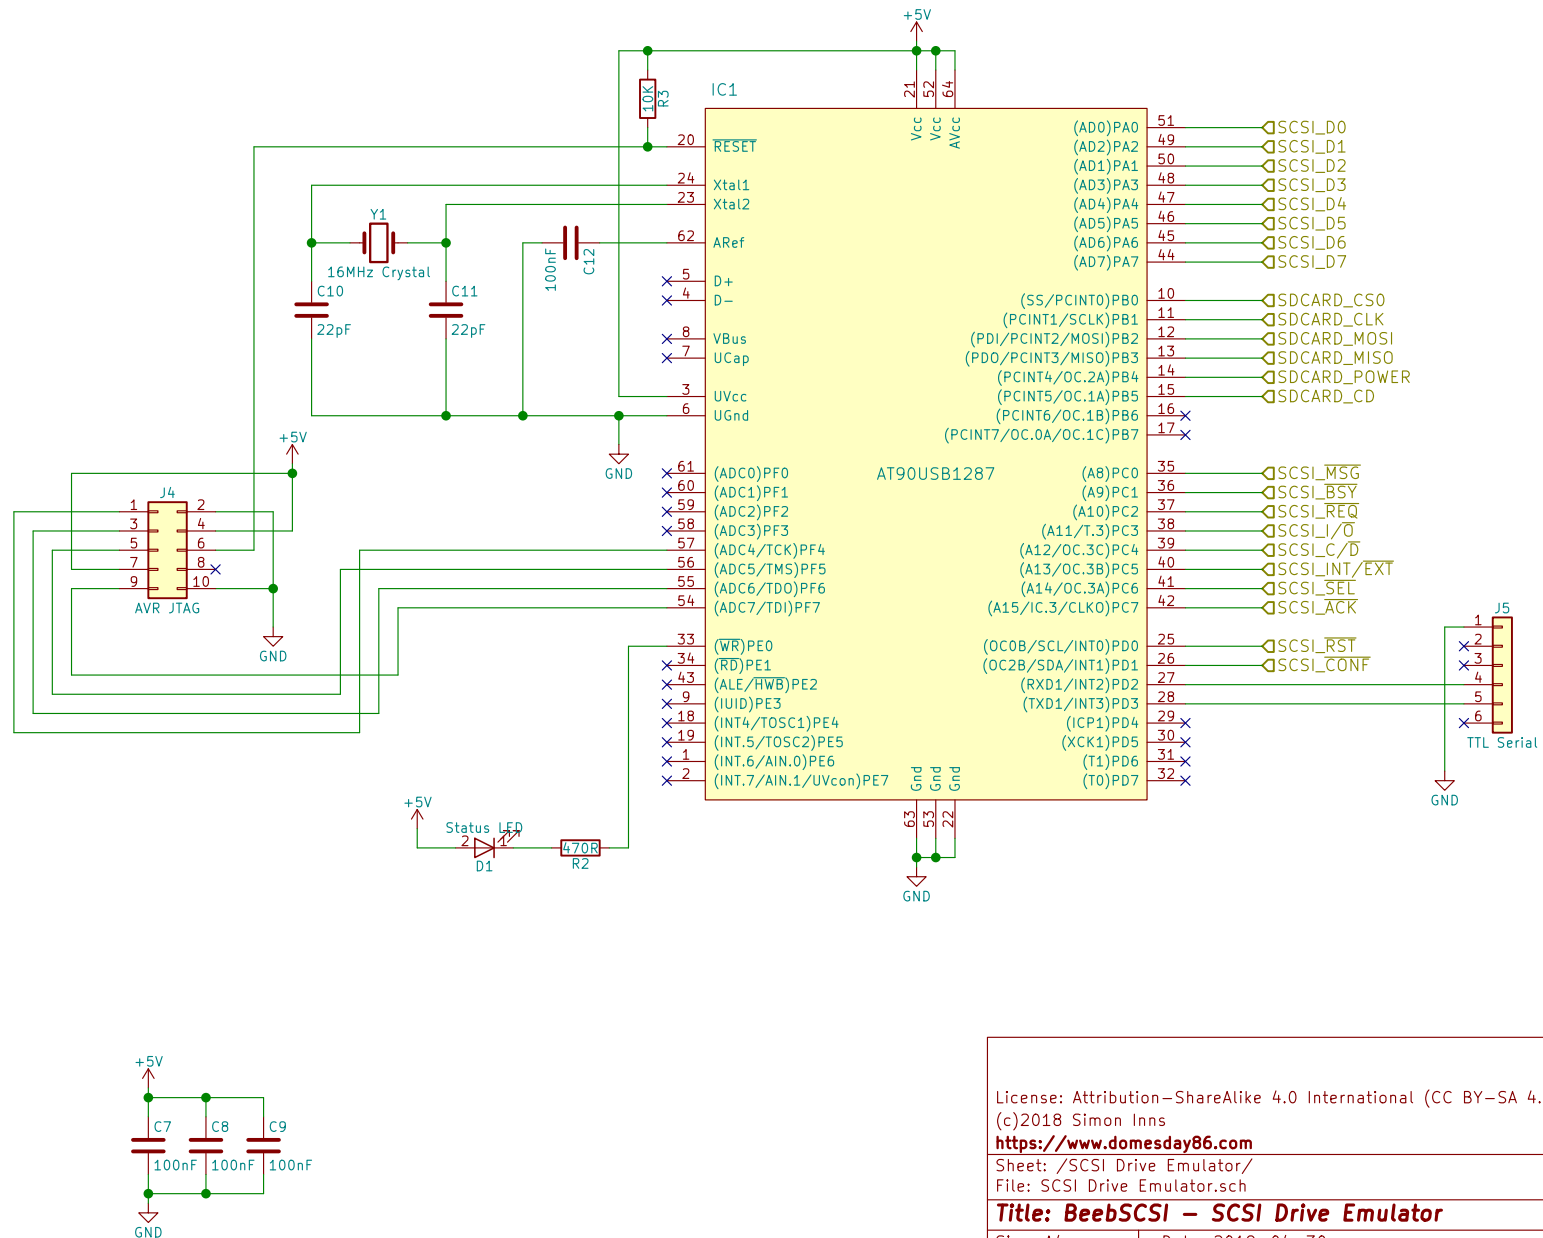 +5V
IC1
10K
R3
21
52
64
Vcc
Vcc
AVcc
20 RESET
24 Xtal1
23 Xtal2
62 ARef
5 D+
4 D-
8 VBus
7 UCap
3 UVcc
6 UGnd
61 (ADC0)PF0
60 (ADC1)PF1
59 (ADC2)PF2
58 (ADC3)PF3
57 (ADC4/TCK)PF4
56 (ADC5/TMS)PF5
55 (ADC6/TDO)PF6
54 (ADC7/TDI)PF7
33 (WR)PE0
34 (RD)PE1
43 (ALE/HWB)PE2
9 (IUID)PE3
18 (INT4/TOSC1)PE4
19 (INT.5/TOSC2)PE5
1 (INT.6/AIN.0)PE6
2 (INT.7/AIN.1/UVcon)PE7
AT90USB1287
(AD0)PA0 51 SCSI_D0
(AD2)PA2 49 SCSI_D1
(AD1)PA1 50 SCSI_D2
(AD3)PA3 48 SCSI_D3
(AD4)PA4 47 SCSI_D4
(AD5)PA5 46 SCSI_D5
(AD6)PA6 45 SCSI_D6
(AD7)PA7 44 SCSI_D7
(SS/PCINT0)PB0 10 SDCARD_CS0
(PCINT1/SCLK)PB1 11 SDCARD_CLK
(PDI/PCINT2/MOSI)PB2 12 SDCARD_MOSI
(PDO/PCINT3/MISO)PB3 13 SDCARD_MISO
(PCINT4/OC.2A)PB4 14 SDCARD_POWER
(PCINT5/OC.1A)PB5 15 SDCARD_CD
(PCINT6/OC.1B)PB6 16
(PCINT7/OC.0A/OC.1C)PB7 17
(A8)PC0 35 SCSI_MSG
(A9)PC1 36 SCSI_BSY
(A10)PC2 37 SCSI_REQ
(A11/T.3)PC3 38 SCSI_I/O
(A12/OC.3C)PC4 39 SCSI_C/D
(A13/OC.3B)PC5 40 SCSI_INT/EXT
(A14/OC.3A)PC6 41 SCSI_SEL
(A15/IC.3/CLKO)PC7 42 SCSI_ACK
(OC0B/SCL/INT0)PD0 25 SCSI_RST
(OC2B/SDA/INT1)PD1 26 SCSI_CONF
(RXD1/INT2)PD2 27
(TXD1/INT3)PD3 28
(ICP1)PD4 29
(XCK1)PD5 30
(T1)PD6 31
(T0)PD7 32
Gnd
Gnd
Gnd
63
53
22
GND
Y1
16MHz Crystal
C10
22pF
C11
22pF
100nF
C12
GND
+5V
J4
1 2
3 4
5 6
7 8
9 10
AVR JTAG
GND
J5
1
2
3
4
5
6
TTL Serial
GND
+5V
Status LED
2 1
D1
470R
R2
+5V
C7 C8 C9
100nF 100nF 100nF
GND
License: Attribution-ShareAlike 4.0 International (CC BY-SA 4.
(c)2018 Simon Inns
https://www.domesday86.com
Sheet: /SCSI Drive Emulator/
File: SCSI Drive Emulator.sch
Title: BeebSCSI - SCSI Drive Emulator